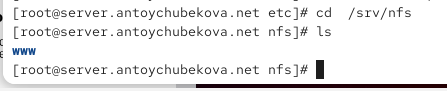 [root@server.antoychubekova.net etc]# cd  /srv/nfs
[root@server.antoychubekova.net nfs]# ls
www
[root@server.antoychubekova.net nfs]#